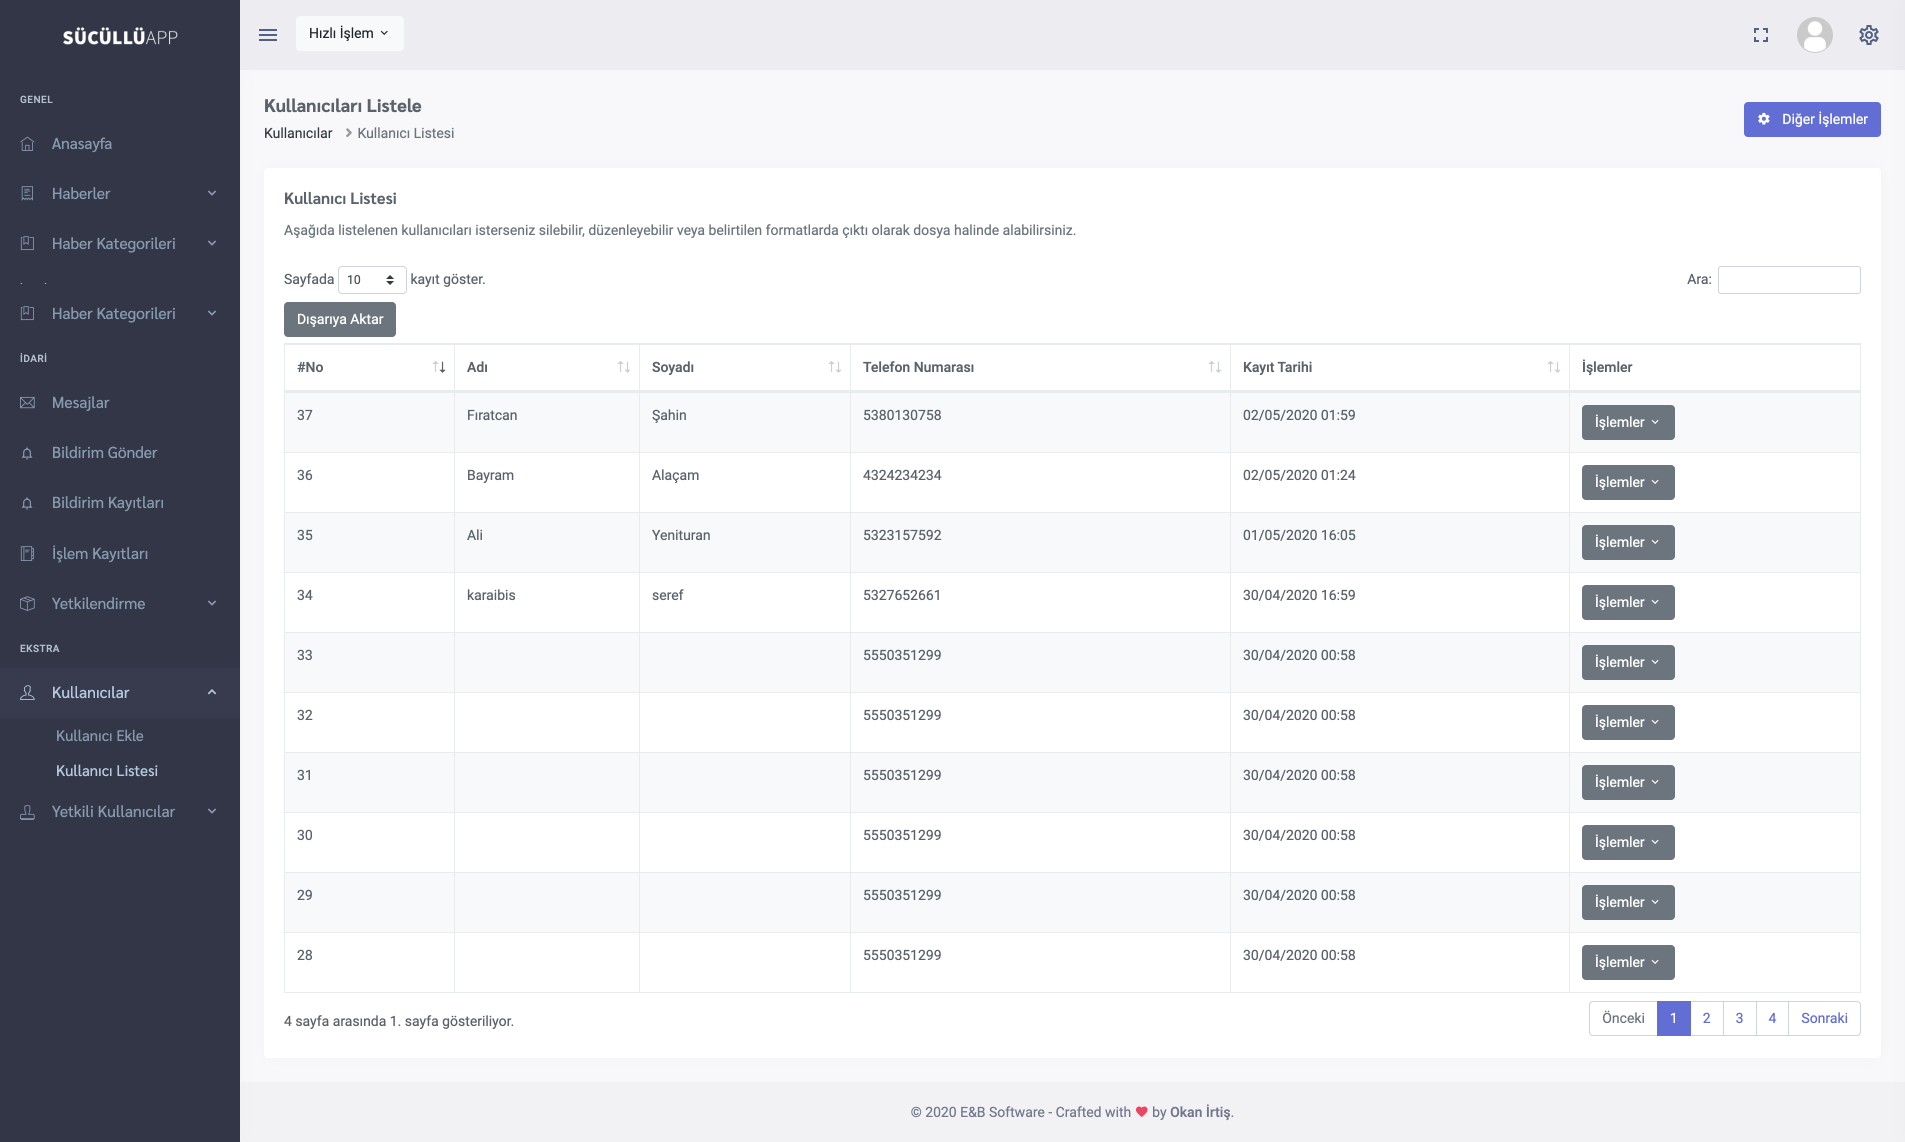 SÜCÜLLÜAPP
GENEL
Anasayfa
Haberler
Haber Kategorileri
Haber Kategorileri
İDARİ
Mesajlar
Bildirim Gönder
Bildirim Kayıtları
İşlem Kayıtları
Yetkilendirme
EKSTRA
Kullanıcılar
Kullanıcı Ekle
Kullanıcı Listesi
Yetkili Kullanıcılar
Hızlı İşlem
Kullanıcıları Listele
Kullanıcılar > Kullanıcı Listesi
Diğer İşlemler
Kullanıcı Listesi
Aşağıda listelenen kullanıcıları isterseniz silebilir, düzenleyebilir veya belirtilen formatlarda çıktı olarak dosya halinde alabilirsiniz.
Sayfada 10 kayıt göster. Ara:
Dışarıya Aktar
#No Adı Soyadı Telefon Numarası Kayıt Tarihi İşlemler
37 Fıratcan Şahin 5380130758 02/05/2020 01:59 İşlemler
36 Bayram Alaçam 4324234234 02/05/2020 01:24 İşlemler
35 Ali Yenituran 5323157592 01/05/2020 16:05 İşlemler
34 karaibis seref 5327652661 30/04/2020 16:59 İşlemler
33 5550351299 30/04/2020 00:58 İşlemler
32 5550351299 30/04/2020 00:58 İşlemler
31 5550351299 30/04/2020 00:58 İşlemler
30 5550351299 30/04/2020 00:58 İşlemler
29 5550351299 30/04/2020 00:58 İşlemler
28 5550351299 30/04/2020 00:58 İşlemler
4 sayfa arasında 1. sayfa gösteriliyor.
Önceki 1 2 3 4 Sonraki
© 2020 E&B Software - Crafted with ❤ by Okan İrtiş.